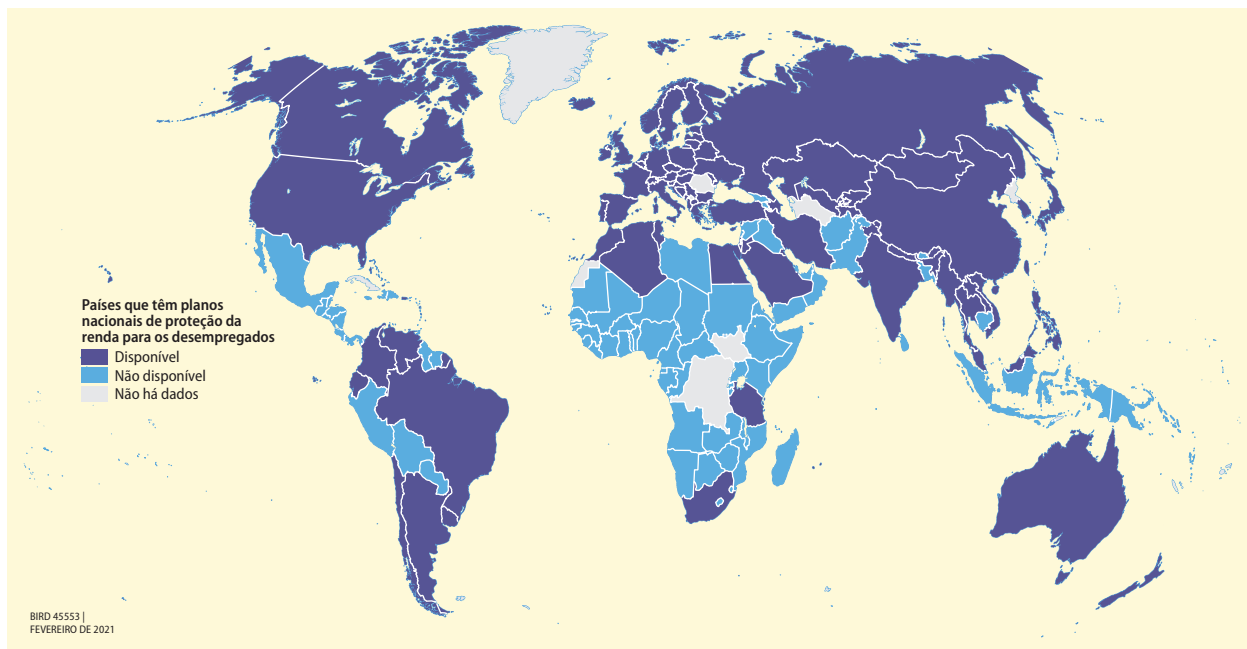 Países que têm planos
nacionais de proteção da
renda para os desempregados
Disponível
Não disponível
Não há dados
BIRD 45553 |
FEVEREIRO DE 2021